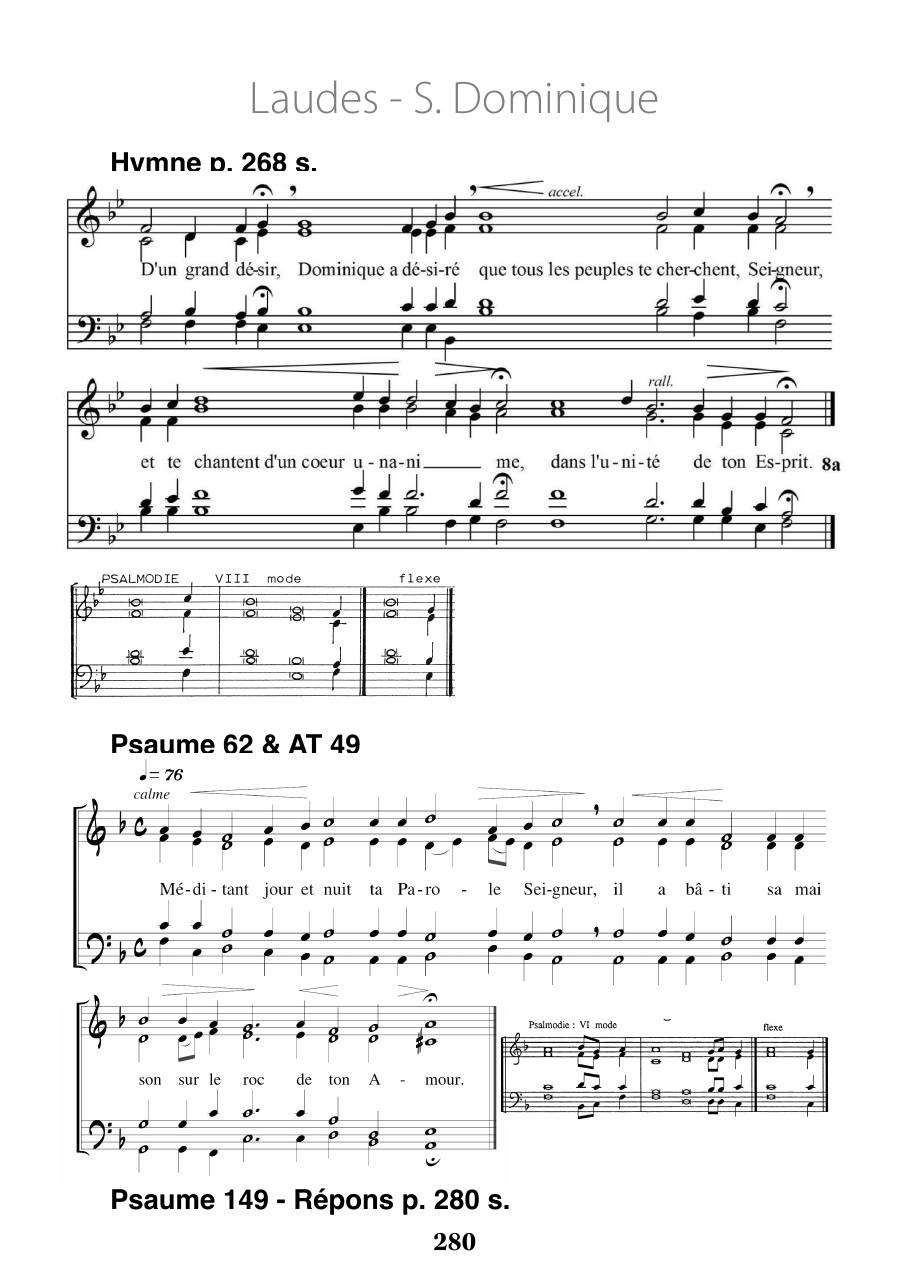 Laudes - S. Dominique
Hymne p. 268 s.
accel.
D'un grand dé-sir, Dominique a dé-si-ré que tous les peuples te cher-chent, Sei-gneur,
rall.
et te chantent d'un coeur u - na - ni me, dans l'u - ni - té de ton Es-prit. 8a
PSALMODIE VIII mode flexe
Psaume 62 & AT 49
♩= 76
calme
Mé-di - tant jour et nuit ta Pa-ro - le Sei-gneur, il a bâ - ti sa mai
Psalmodie : VI mode flexe
son sur le roc de ton A - mour.
Psaume 149 - Répons p. 280 s.
280